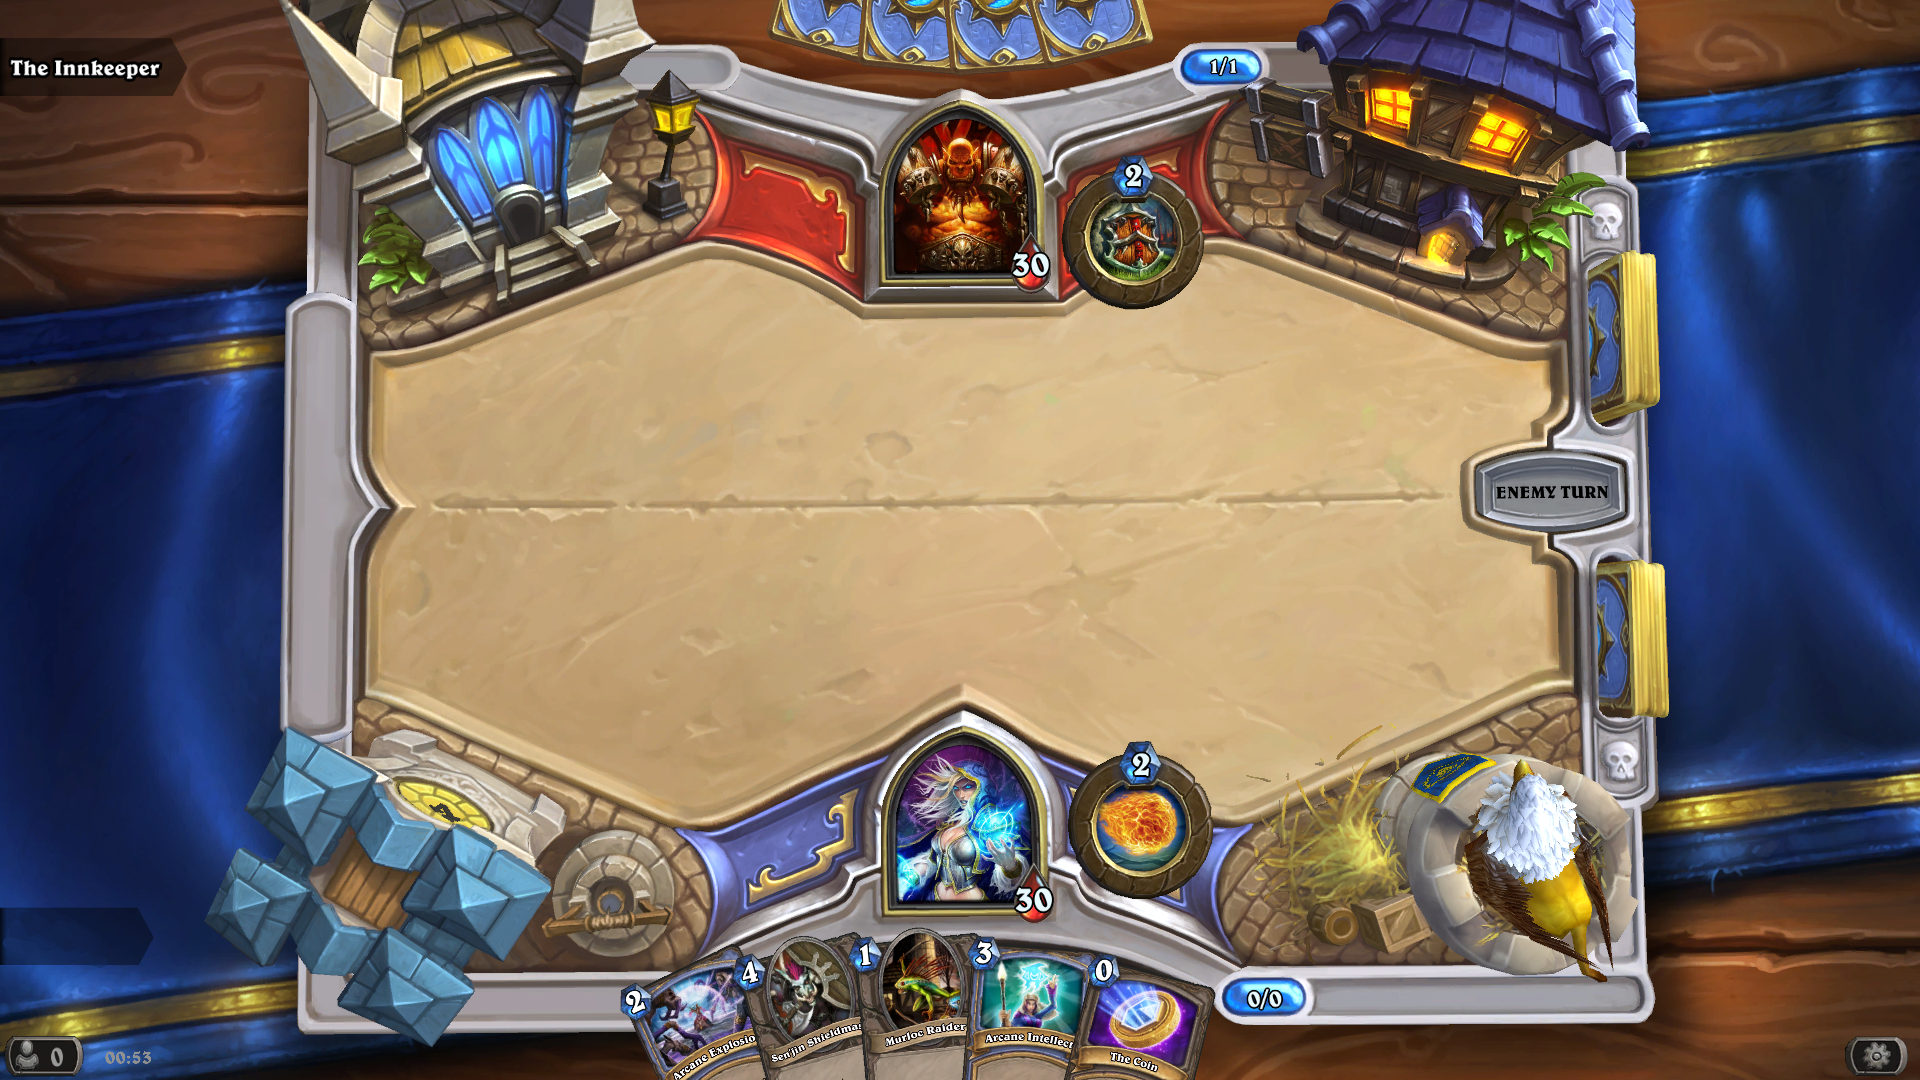 The Innkeeper
1/1
2
30
ENEMY TURN
2
30
2
Arcane Explosio
4
Sen'jin Shieldmas
1
Murloc Raider
3
Arcane Intellect
0
The Coin
0/0
0
00:53